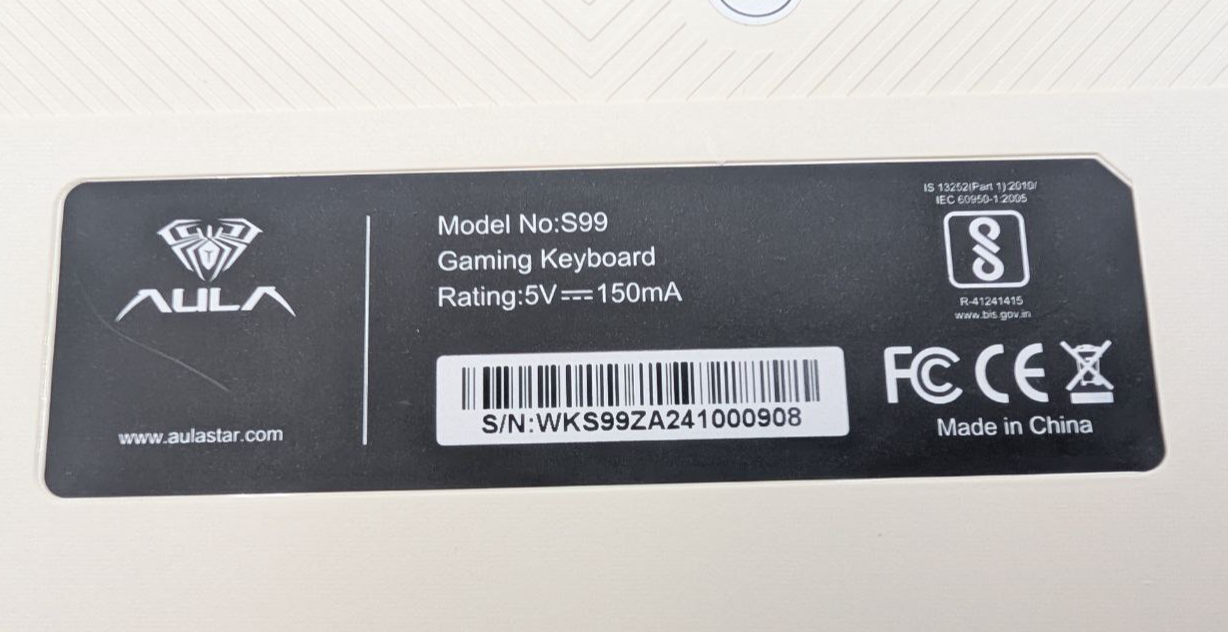 AULA
www.aulastar.com
Model No:S99
Gaming Keyboard
Rating:5V⎓150mA
S/N:WKS99ZA241000908
IS 13252(Part 1):2010/
IEC 60950-1:2005
R-41241415
www.bis.gov.in
FC CE
Made in China